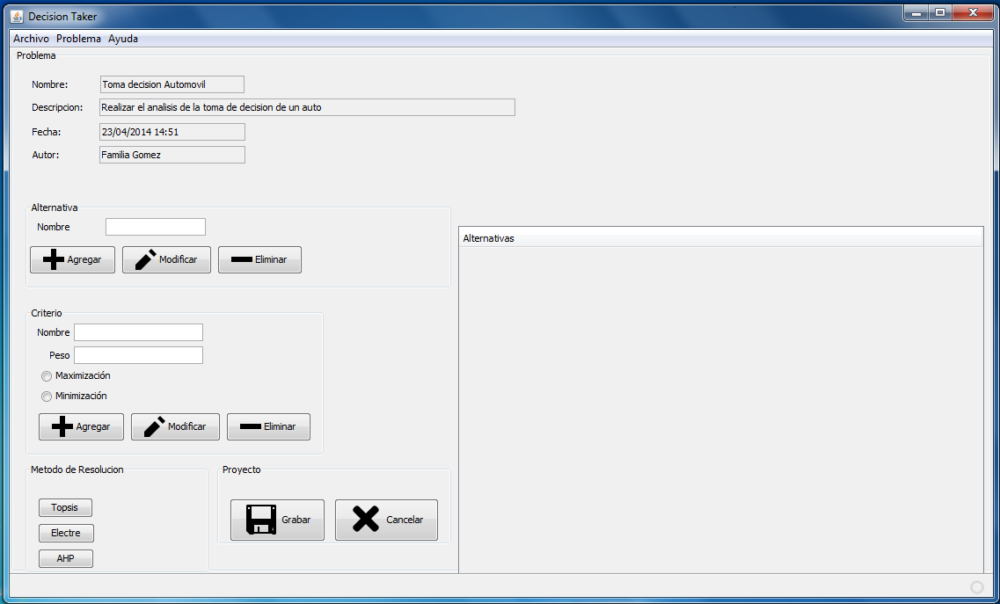 Decision Taker
Archivo Problema Ayuda
Problema
Nombre: Toma decision Automovil
Descripcion: Realizar el analisis de la toma de decision de un auto
Fecha: 23/04/2014 14:51
Autor: Familia Gomez
Alternativa
Nombre
Agregar Modificar Eliminar
Alternativas
Criterio
Nombre
Peso
Maximización
Minimización
Agregar Modificar Eliminar
Metodo de Resolucion
Topsis
Electre
AHP
Proyecto
Grabar Cancelar